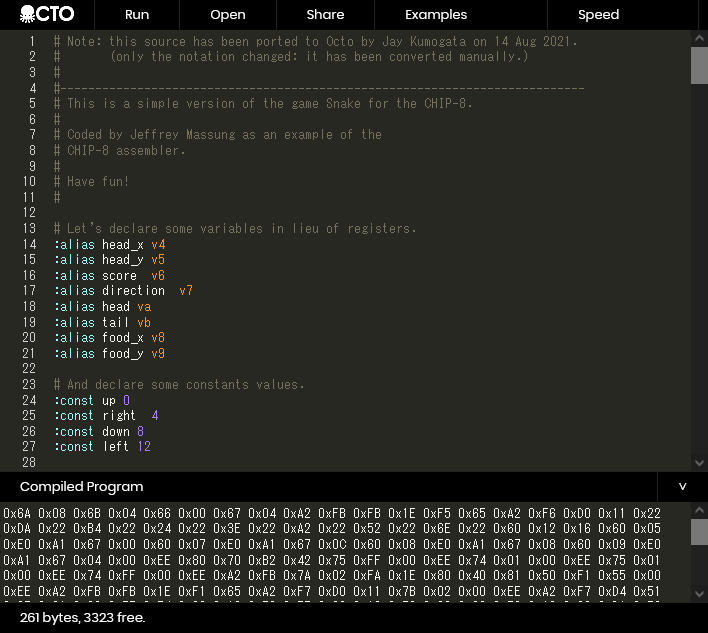 OCTO Run Open Share Examples Speed
1 # Note: this source has been ported to Octo by Jay Kumogata on 14 Aug 2021.
2 # (only the notation changed: it has been converted manually.)
3 #
4 #---------------------------------------------------------------------------
5 # This is a simple version of the game Snake for the CHIP-8.
6 #
7 # Coded by Jeffrey Massung as an example of the
8 # CHIP-8 assembler.
9 #
10 # Have fun!
11 #
12
13 # Let's declare some variables in lieu of registers.
14 :alias head_x v4
15 :alias head_y v5
16 :alias score v6
17 :alias direction v7
18 :alias head va
19 :alias tail vb
20 :alias food_x v8
21 :alias food_y v9
22
23 # And declare some constants values.
24 :const up 0
25 :const right 4
26 :const down 8
27 :const left 12
28
Compiled Program v
0x6A 0x08 0x6B 0x04 0x66 0x00 0x67 0x04 0xA2 0xFB 0xFB 0x1E 0xF5 0x65 0xA2 0xF6 0xD0 0x11 0x22
0xDA 0x22 0xB4 0x22 0x24 0x22 0x3E 0x22 0xA2 0x22 0x52 0x22 0x6E 0x22 0x60 0x12 0x16 0x60 0x05
0xE0 0xA1 0x67 0x00 0x60 0x07 0xE0 0xA1 0x67 0x0C 0x60 0x08 0xE0 0xA1 0x67 0x08 0x60 0x09 0xE0
0xA1 0x67 0x04 0x00 0xEE 0x80 0x70 0xB2 0x42 0x75 0xFF 0x00 0xEE 0x74 0x01 0x00 0xEE 0x75 0x01
0x00 0xEE 0x74 0xFF 0x00 0xEE 0xA2 0xFB 0x7A 0x02 0xFA 0x1E 0x80 0x40 0x81 0x50 0xF1 0x55 0x00
0xEE 0xA2 0xFB 0xFB 0x1E 0xF1 0x65 0xA2 0xF7 0xD0 0x11 0x7B 0x02 0x00 0xEE 0xA2 0xF7 0xD4 0x51
261 bytes, 3323 free.